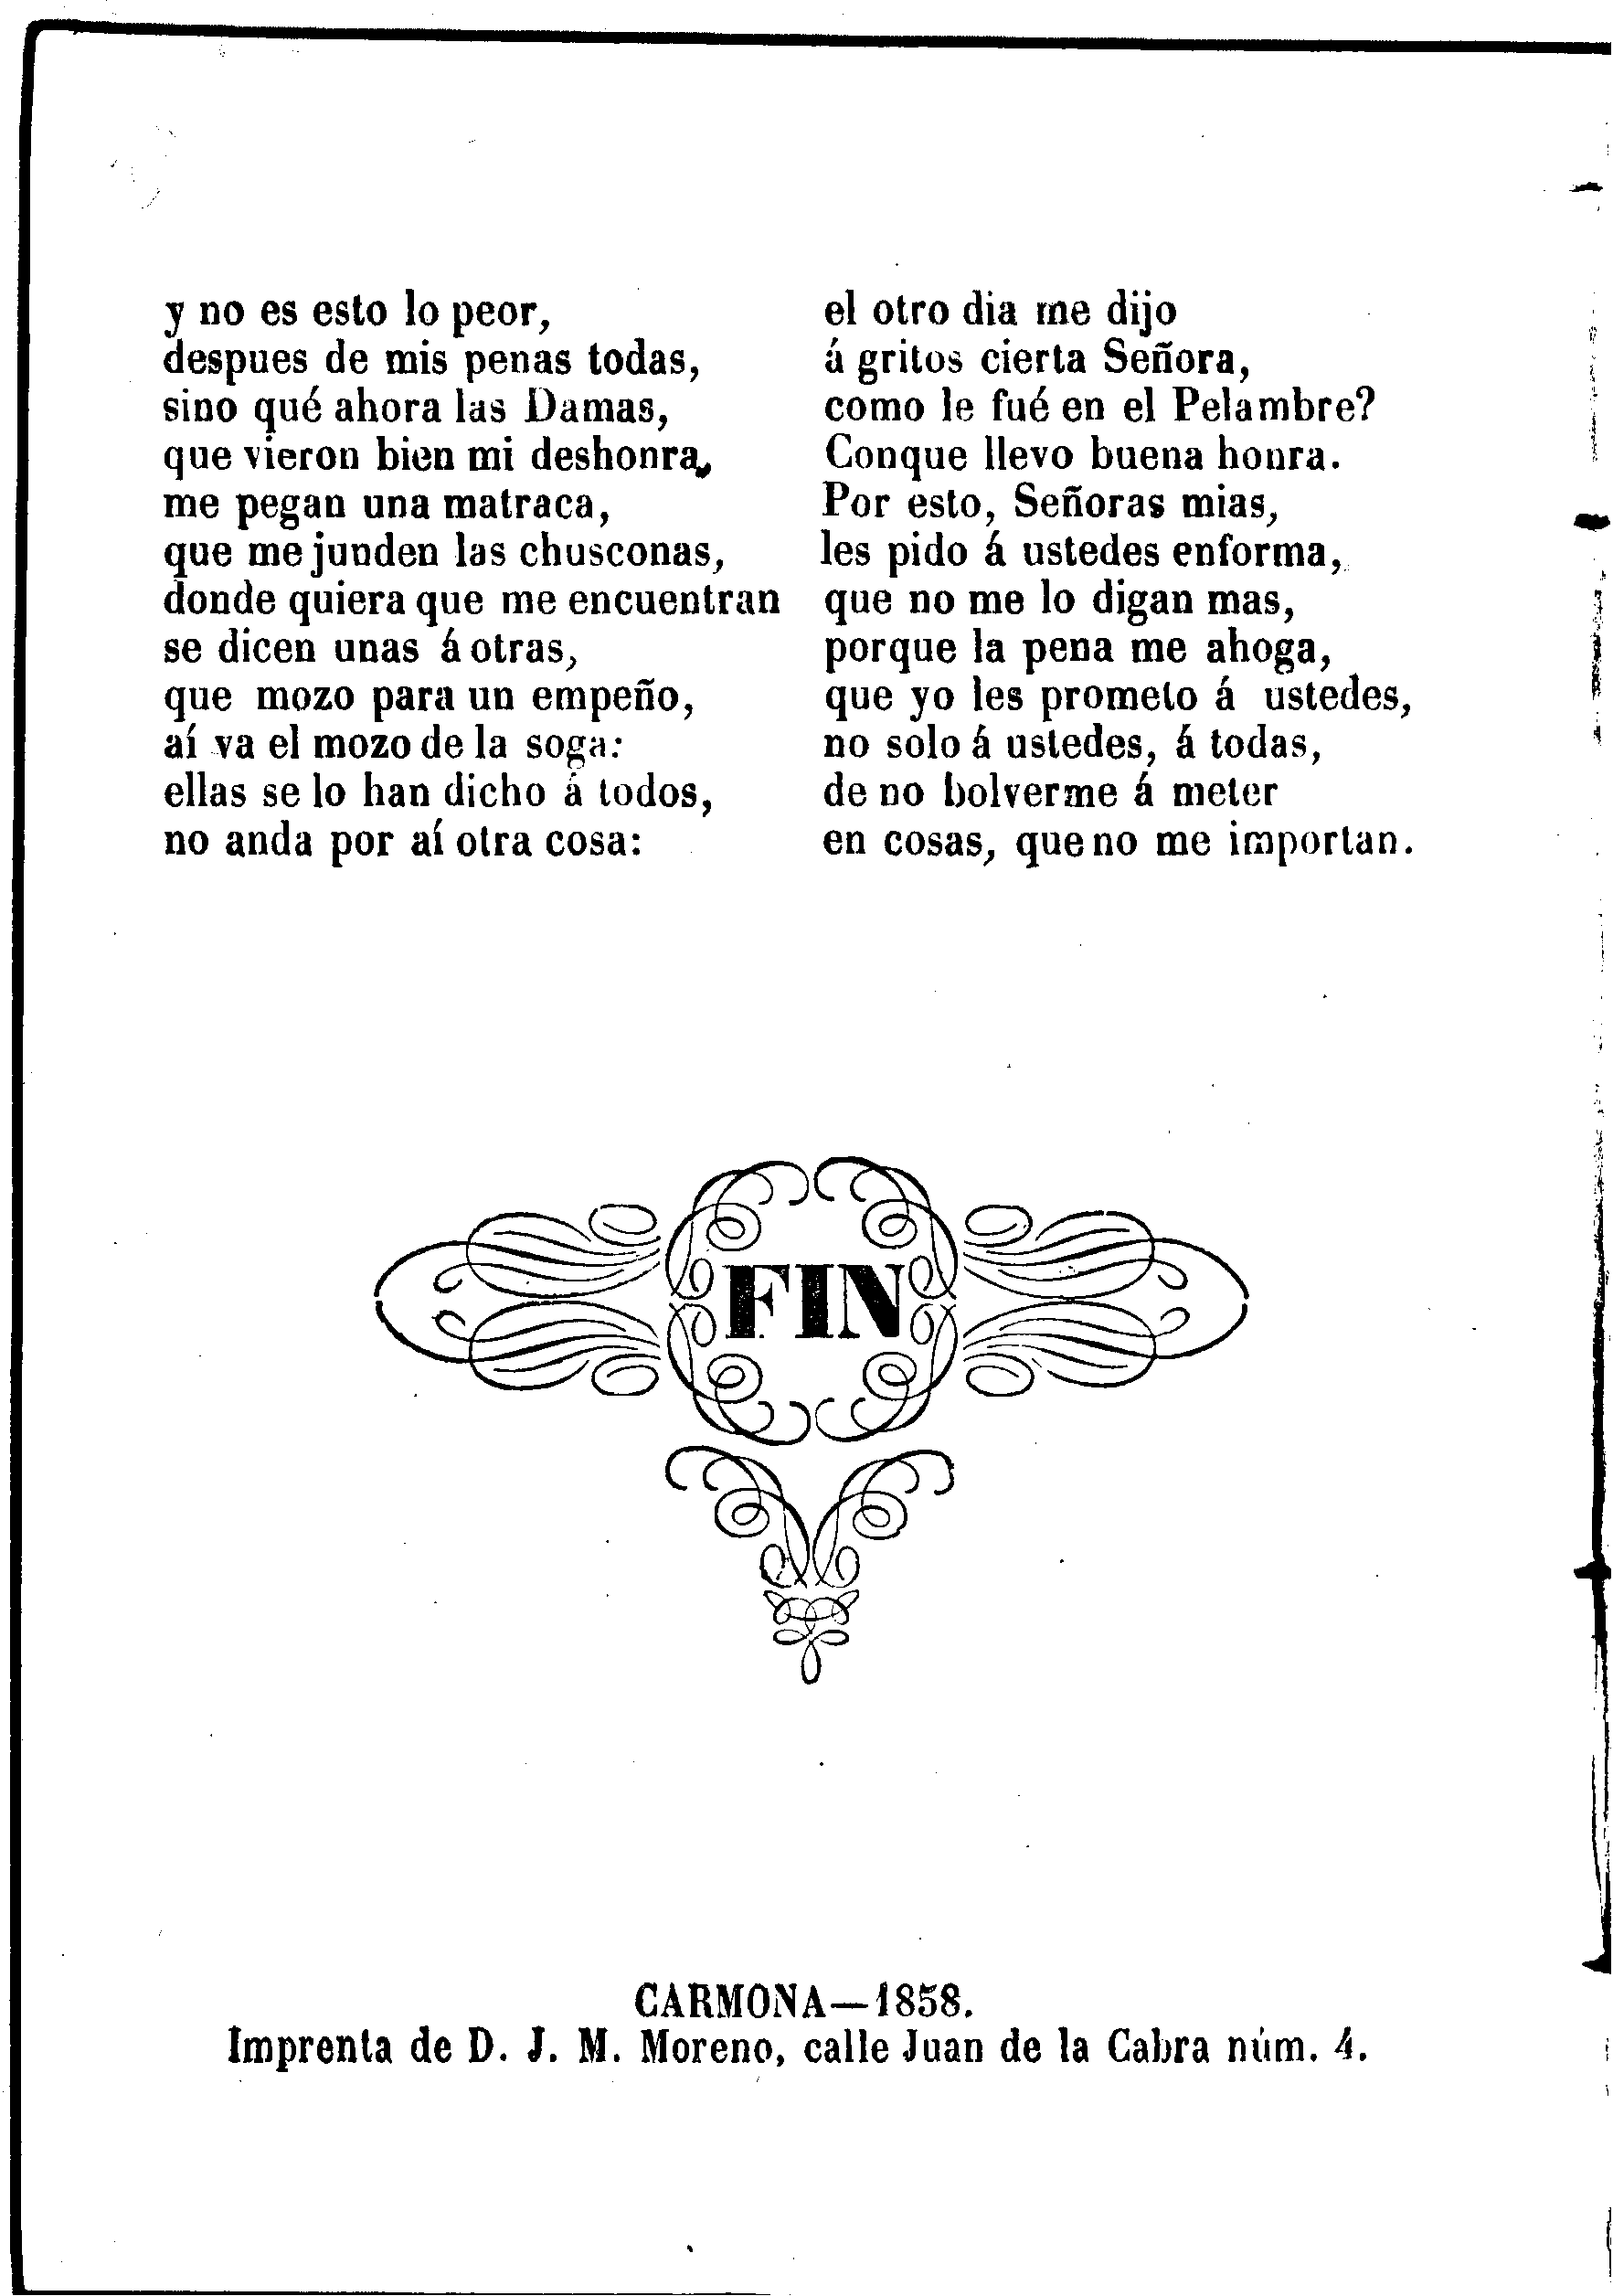 y no es esto lo peor,
despues de mis penas todas,
sino qué ahora las Damas,
que vieron bien mi deshonra,
me pegan una matraca,
que me junden las chusconas,
donde quiera que me encuentran
se dicen unas á otras,
que mozo para un empeño,
aí va el mozo de la soga:
ellas se lo han dicho á todos,
no anda por aí otra cosa:
el otro dia me dijo
á gritos cierta Señora,
como le fué en el Pelambre?
Conque llevo buena honra.
Por esto, Señoras mias,
les pido á ustedes enforma,
que no me lo digan mas,
porque la pena me ahoga,
que yo les prometo á ustedes,
no solo á ustedes, á todas,
de no bolverme á meter
en cosas, que no me importan.
FIN
CARMONA—1858.
Imprenta de D. J. M. Moreno, calle Juan de la Cabra núm. 4.